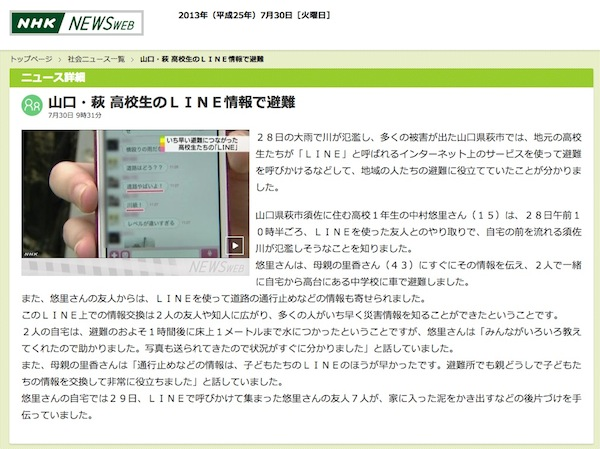 NHK NEWS WEB
2013年（平成25年）7月30日［火曜日］
トップページ > 社会ニュース一覧 > 山口・萩 高校生のＬＩＮＥ情報で避難
ニュース詳細
山口・萩 高校生のＬＩＮＥ情報で避難
7月30日 9時31分
いち早い避難につながった
高校生たちの「LINE」
道路はどう??
道路やばいよ!
川底!
レベルが違いすぎる
NHK
NEWSWEB
２８日の大雨で川が氾濫し、多くの被害が出た山口県萩市では、地元の高校
生たちが「ＬＩＮＥ」と呼ばれるインターネット上のサービスを使って避難
を呼びかけるなどして、地域の人たちの避難に役立てていたことが分かりま
した。
山口県萩市須佐に住む高校１年生の中村悠里さん（１５）は、２８日午前１
０時半ごろ、ＬＩＮＥを使った友人とのやり取りで、自宅の前を流れる須佐
川が氾濫しそうなことを知りました。
悠里さんは、母親の里香さん（４３）にすぐにその情報を伝え、２人で一緒
に自宅から高台にある中学校に車で避難しました。
また、悠里さんの友人からは、ＬＩＮＥを使って道路の通行止めなどの情報も寄せられました。
このＬＩＮＥ上での情報交換は２人の友人や知人に広がり、多くの人がいち早く災害情報を知ることができたということです。
２人の自宅は、避難のおよそ１時間後に床上１メートルまで水につかったということですが、悠里さんは「みんながいろいろ教え
てくれたので助かりました。写真も送られてきたので状況がすぐに分かりました」と話していました。
また、母親の里香さんは「通行止めなどの情報は、子どもたちのＬＩＮＥのほうが早かったです。避難所でも親どうしで子どもた
ちの情報を交換して非常に役立ちました」と話していました。
悠里さんの自宅では２９日、ＬＩＮＥで呼びかけて集まった悠里さんの友人７人が、家に入った泥をかき出すなどの後片づけを手
伝っていました。